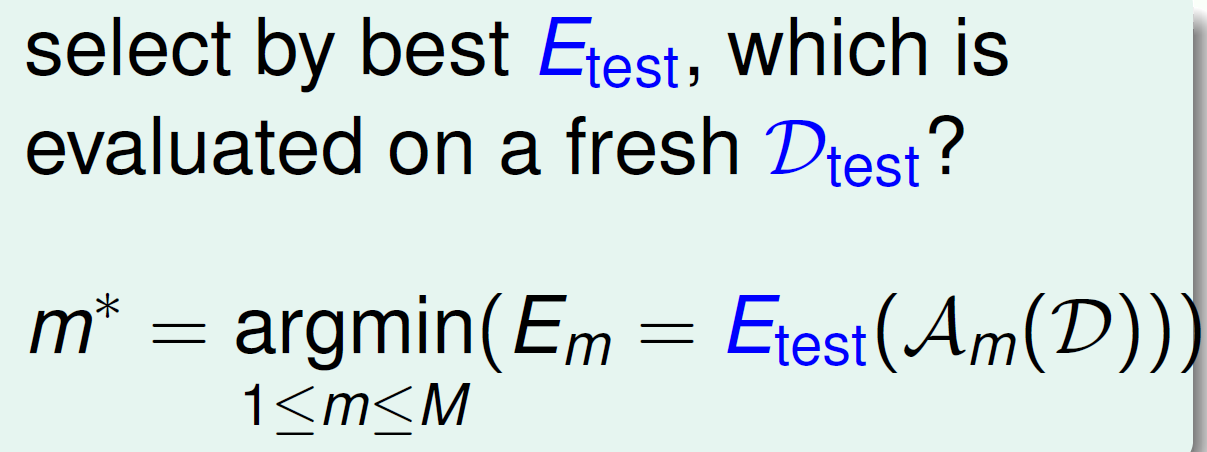 select by best E_test, which is
evaluated on a fresh 𝒟_test?
m* = argmin(E_m = E_test(𝒜_m(𝒟)))
1≤m≤M